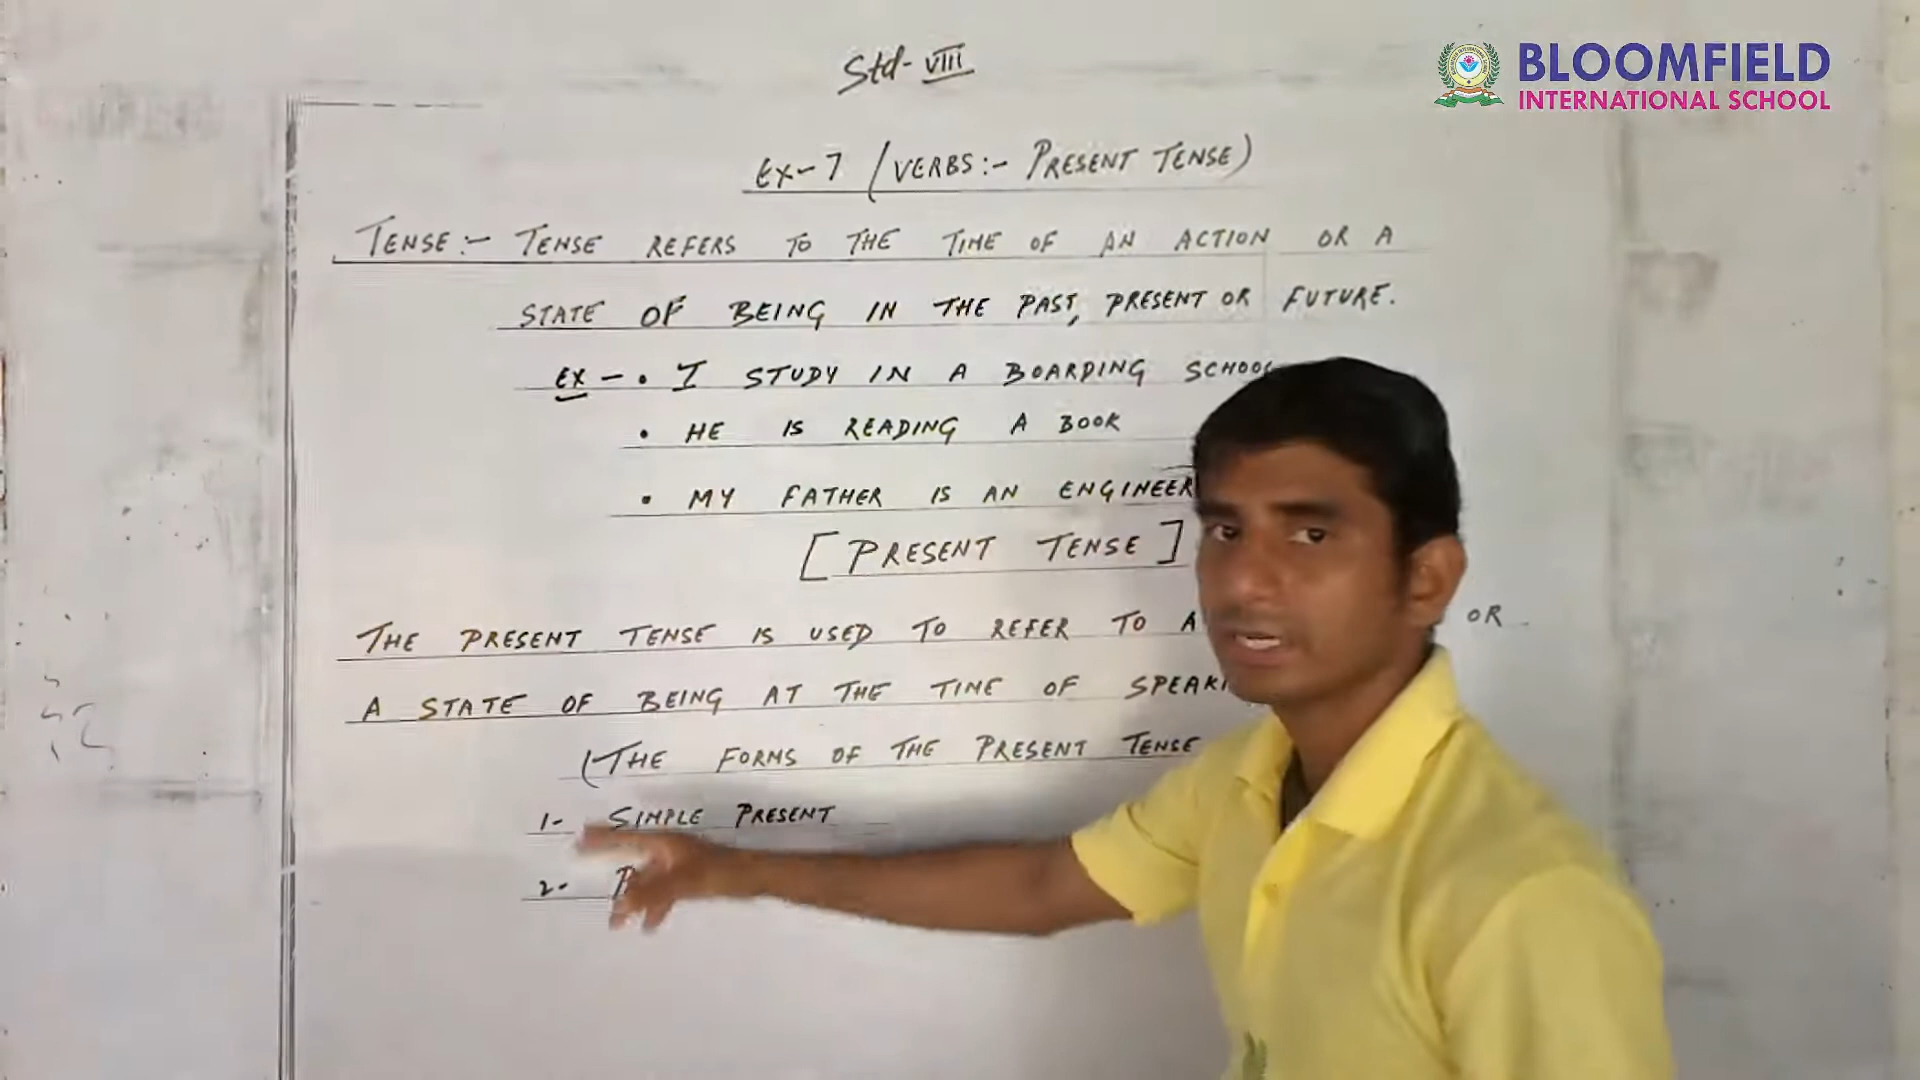 Std-VIII
BLOOMFIELD
INTERNATIONAL SCHOOL
EX-7 (VERBS:- PRESENT TENSE)
TENSE:- TENSE REFERS TO THE TIME OF AN ACTION OR A
STATE OF BEING IN THE PAST, PRESENT OR FUTURE.
EX-• I STUDY IN A BOARDING SCHOOL
• HE IS READING A BOOK
• MY FATHER IS AN ENGINEER
[PRESENT TENSE]
THE PRESENT TENSE IS USED TO REFER TO OR
A STATE OF BEING AT THE TIME OF
(THE FORMS OF THE PRESENT TENSE
1- SIMPLE PRESENT
2-